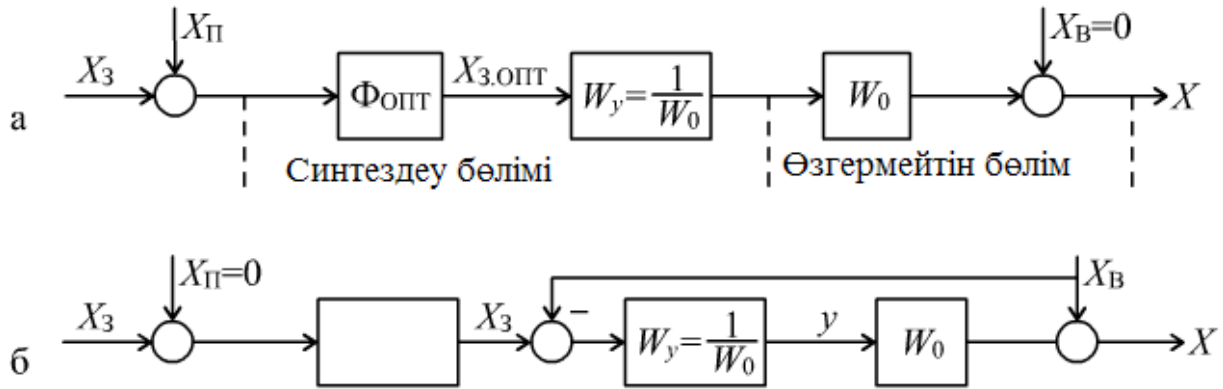 X_П X_В=0
X_З Ф_ОПТ X_З.ОПТ W_y=1/W_0 W_0 X
а
Синтездеу бөлімі Өзгермейтін бөлім
X_П=0 X_В
X_З X_З − W_y=1/W_0 y W_0 X
б